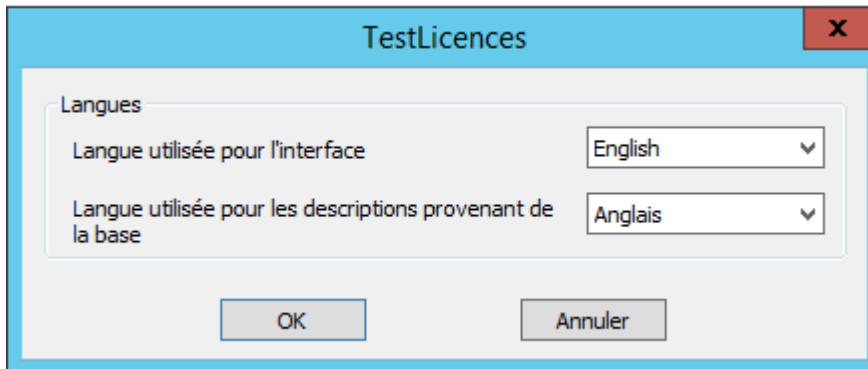 TestLicences
x
Langues
Langue utilisée pour l'interface
English
Langue utilisée pour les descriptions provenant de
la base
Anglais
OK
Annuler